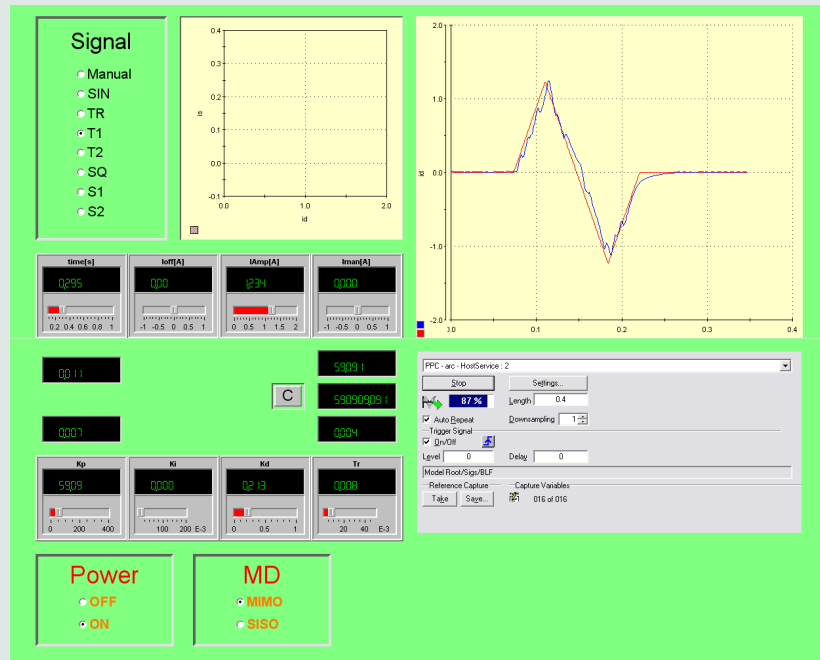 Signal
Manual
SIN
TR
T1
T2
SQ
S1
S2
0.4
0.3
0.2
is
0.1
0.0
-0.1
0.0 1.0 2.0
id
2.0
1.0
id
0.0
-1.0
-2.0
0.1 0.2 0.3 0.4
time[s] Ioff[A] IAmp[A] Iman[A]
0,295 0,00 1,234 0,000
0.2 0.4 0.6 0.8 1 -1 -0.5 0 0.5 1 0 0.5 1 1.5 2 -1 -0.5 0 0.5 1
0,011 59,091
C 5909,09,091
0,007 0,004
Kp Ki Kd Tr
59,09 0,000 0,213 0,008
0 200 400 100 200 E-3 0 0.5 1 20 40 E-3
PPC - arc - HostService : 2
Stop Settings...
87 % Length 0.4
Auto Repeat Downsampling 1
Trigger Signal
On/Off
Level 0 Delay 0
Model Root/Sigs/BLF
Reference Capture Capture Variables
Take Save... 016 of 016
Power MD
OFF MIMO
ON SISO